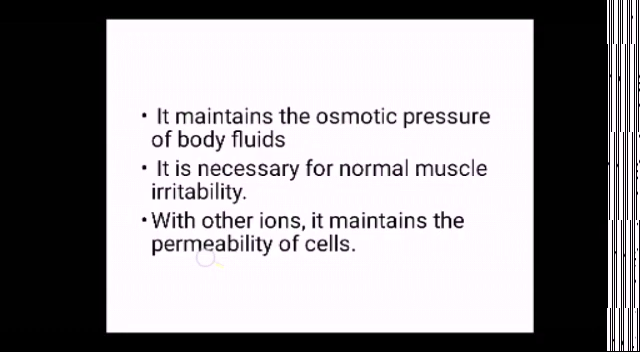 • It maintains the osmotic pressure
of body fluids
• It is necessary for normal muscle
irritability.
• With other ions, it maintains the
permeability of cells.